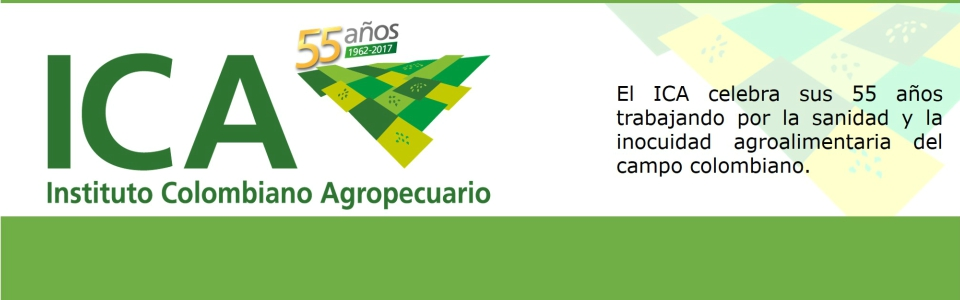 55 años
1962-2017
ICA
Instituto Colombiano Agropecuario
El ICA celebra sus 55 años
trabajando por la sanidad y la
inocuidad agroalimentaria del
campo colombiano.